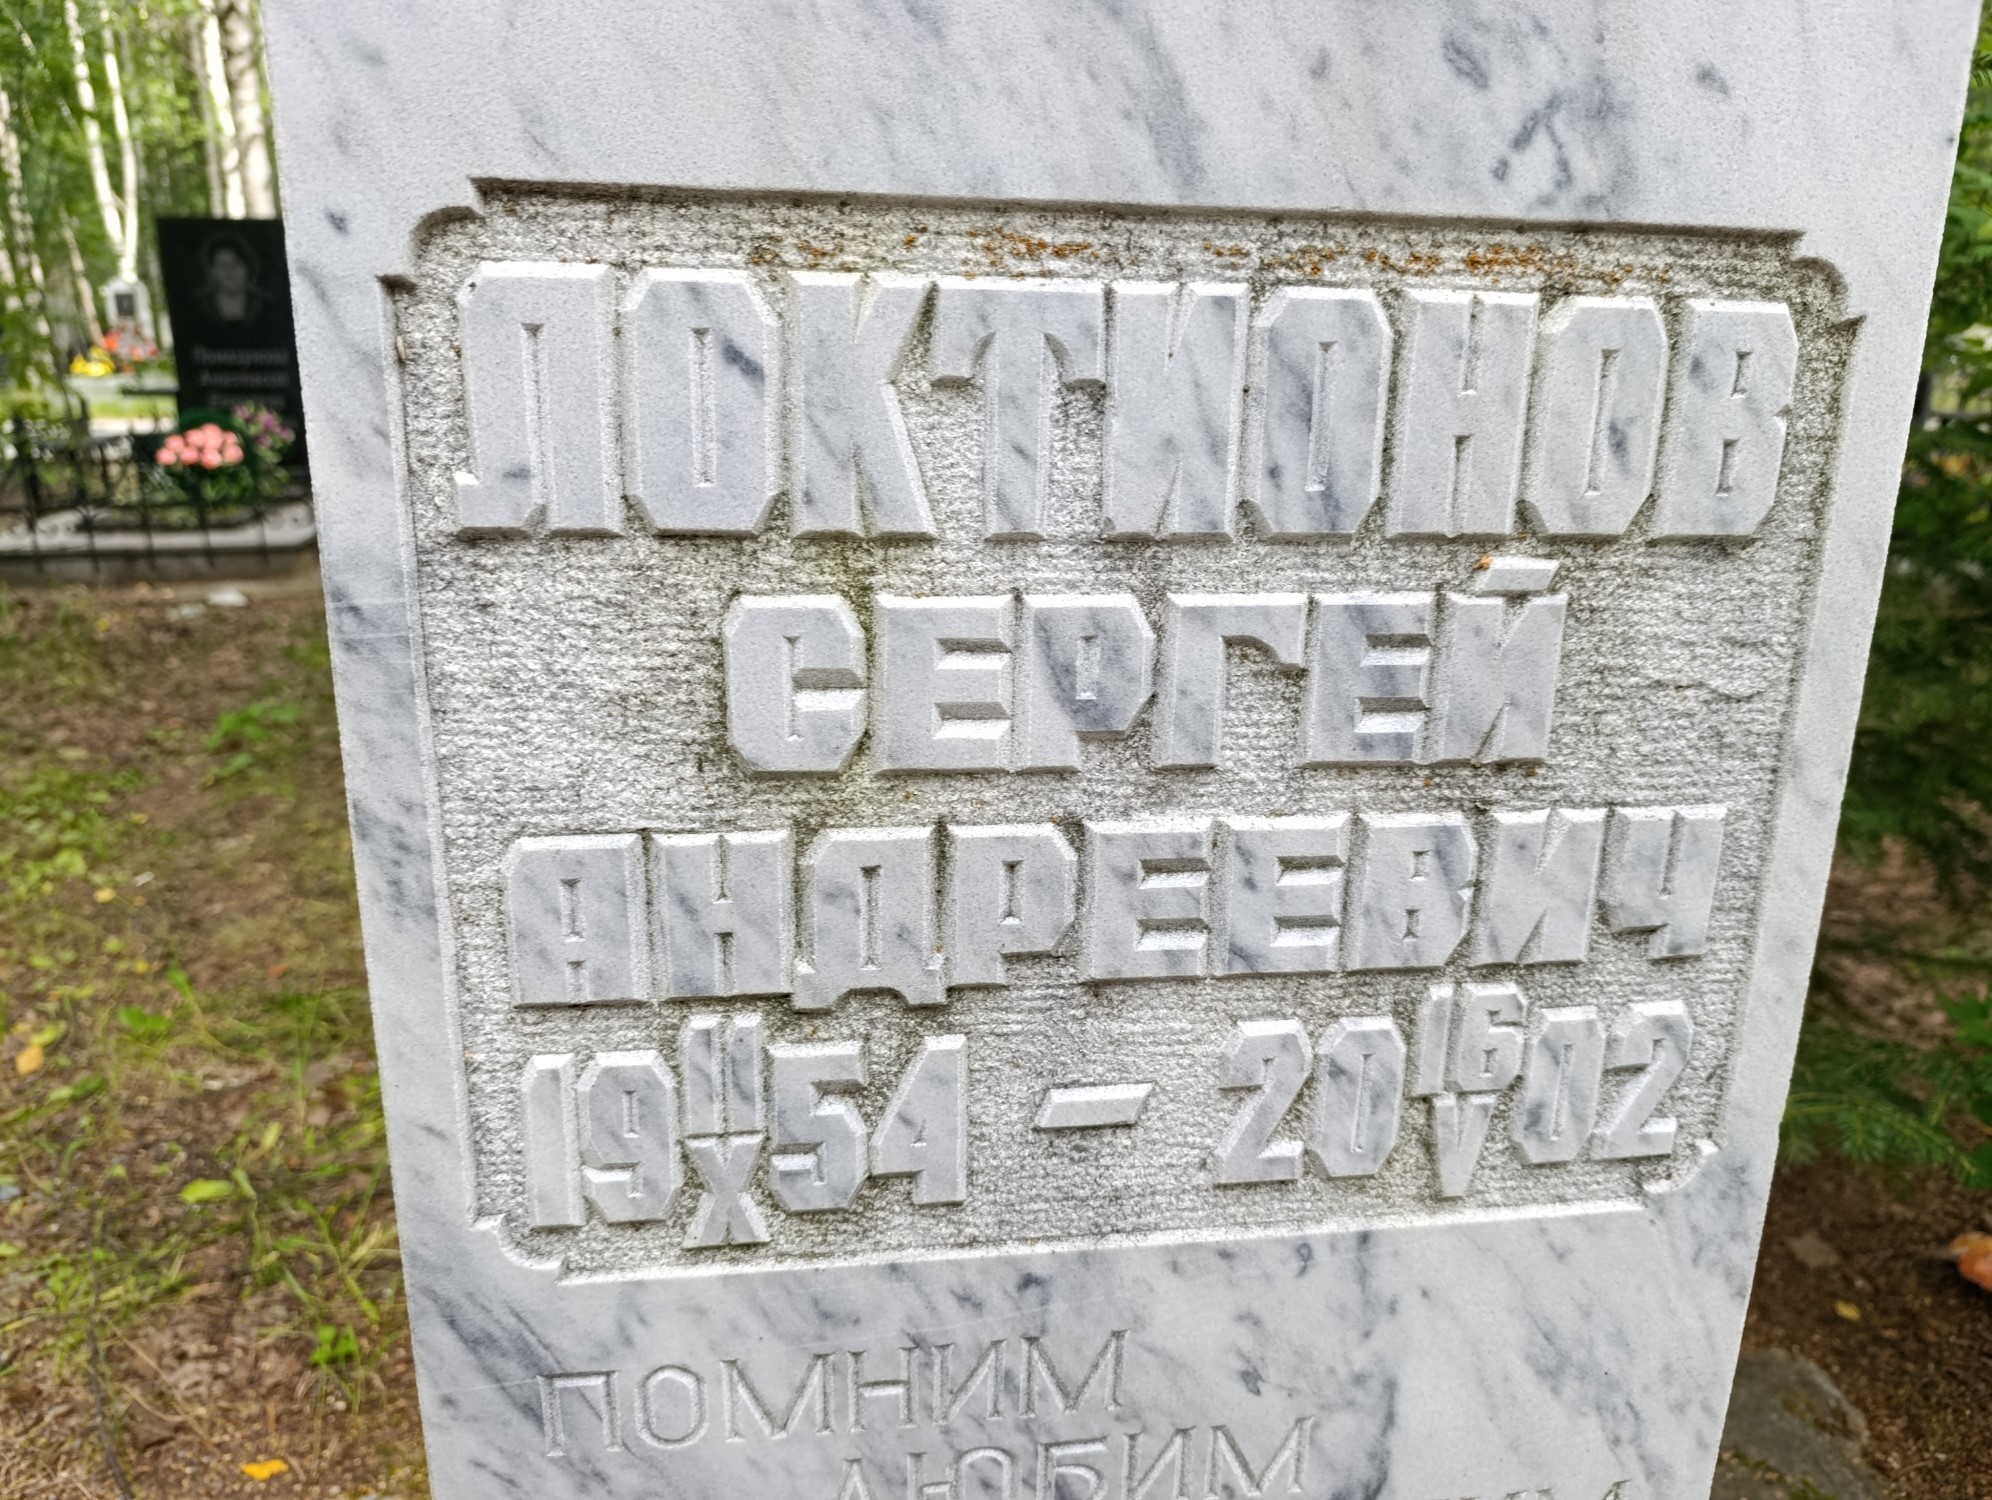 ЛОКТИОНОВ
СЕРГЕЙ
АНДРЕЕВИЧ
19 11/X 54 – 20 16/V 02
ПОМНИМ
ЛЮБИМ